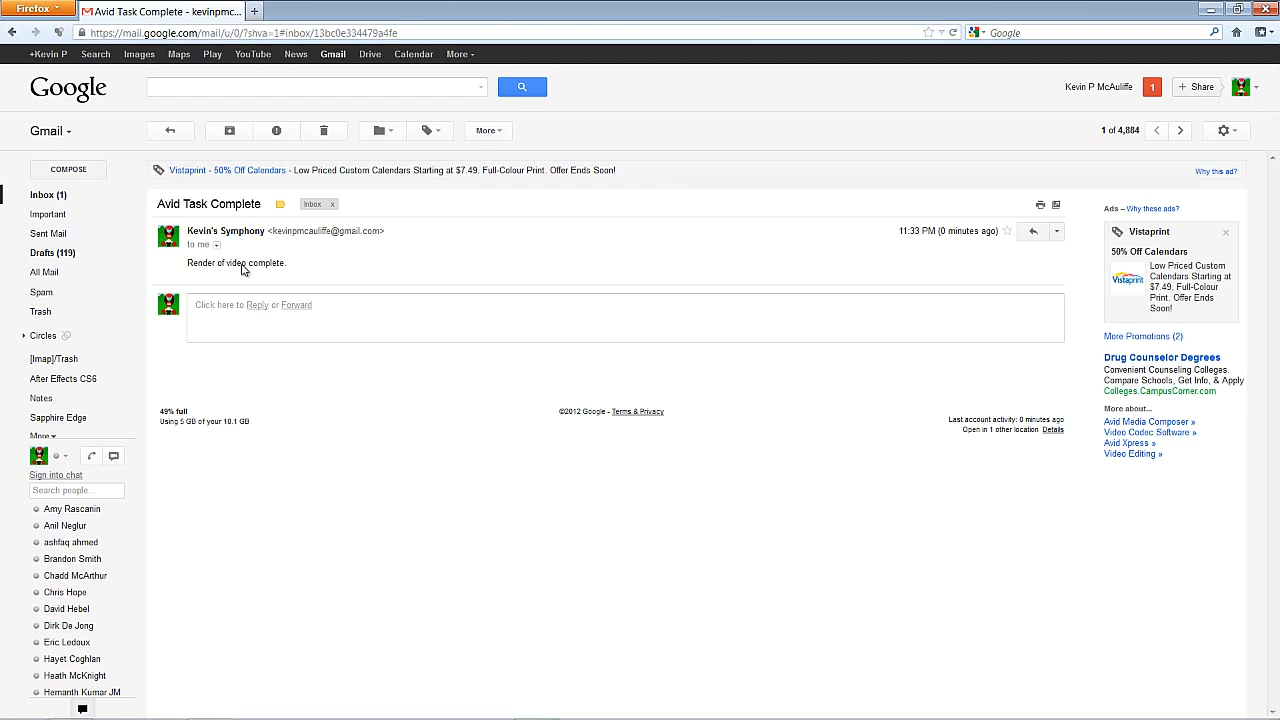 Firefox
Avid Task Complete - kevinpmc...
https://mail.google.com/mail/u/0/?shva=1#inbox/13bc0e334479a4fe
Google
+Kevin P Search Images Maps Play YouTube News Gmail Drive Calendar More
Google
Kevin P McAuliffe 1 + Share
Gmail
More
1 of 4,884
COMPOSE
Vistaprint - 50% Off Calendars - Low Priced Custom Calendars Starting at $7.49. Full-Colour Print. Offer Ends Soon!
Why this ad?
Inbox (1)
Important
Sent Mail
Drafts (119)
All Mail
Spam
Trash
Circles
[Imap]/Trash
After Effects CS6
Notes
Sapphire Edge
More
Sign into chat
Search people...
Amy Rascanin
Anil Neglur
ashfaq ahmed
Brandon Smith
Chadd McArthur
Chris Hope
David Hebel
Dirk De Jong
Eric Ledoux
Hayet Coghlan
Heath McKnight
Hemanth Kumar JM
Avid Task Complete Inbox x
Kevin's Symphony <kevinpmcauliffe@gmail.com>
11:33 PM (0 minutes ago)
to me
Render of video complete.
Click here to Reply or Forward
49% full
Using 5 GB of your 10.1 GB
©2012 Google - Terms & Privacy
Last account activity: 0 minutes ago
Open in 1 other location Details
Ads – Why these ads?
Vistaprint
50% Off Calendars
Vistaprint
Low Priced Custom
Calendars Starting at
$7.49. Full-Colour
Print. Offer Ends
Soon!
More Promotions (2)
Drug Counselor Degrees
Convenient Counseling Colleges.
Compare Schools, Get Info, & Apply
Colleges.CampusCorner.com
More about...
Avid Media Composer »
Video Codec Software »
Avid Xpress »
Video Editing »